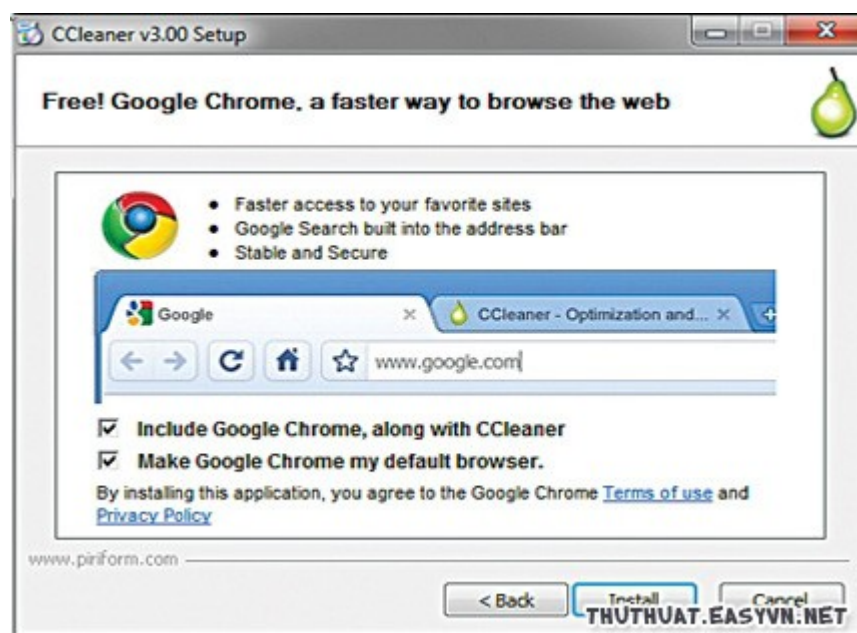 CCleaner v3.00 Setup
Free! Google Chrome, a faster way to browse the web
Faster access to your favorite sites
Google Search built into the address bar
Stable and Secure
Google
CCleaner - Optimization and...
www.google.com
Include Google Chrome, along with CCleaner
Make Google Chrome my default browser.
By installing this application, you agree to the Google Chrome Terms of use and
Privacy Policy
www.piriform.com
< Back Install Cancel
THUTHUAT.EASYVN.NET